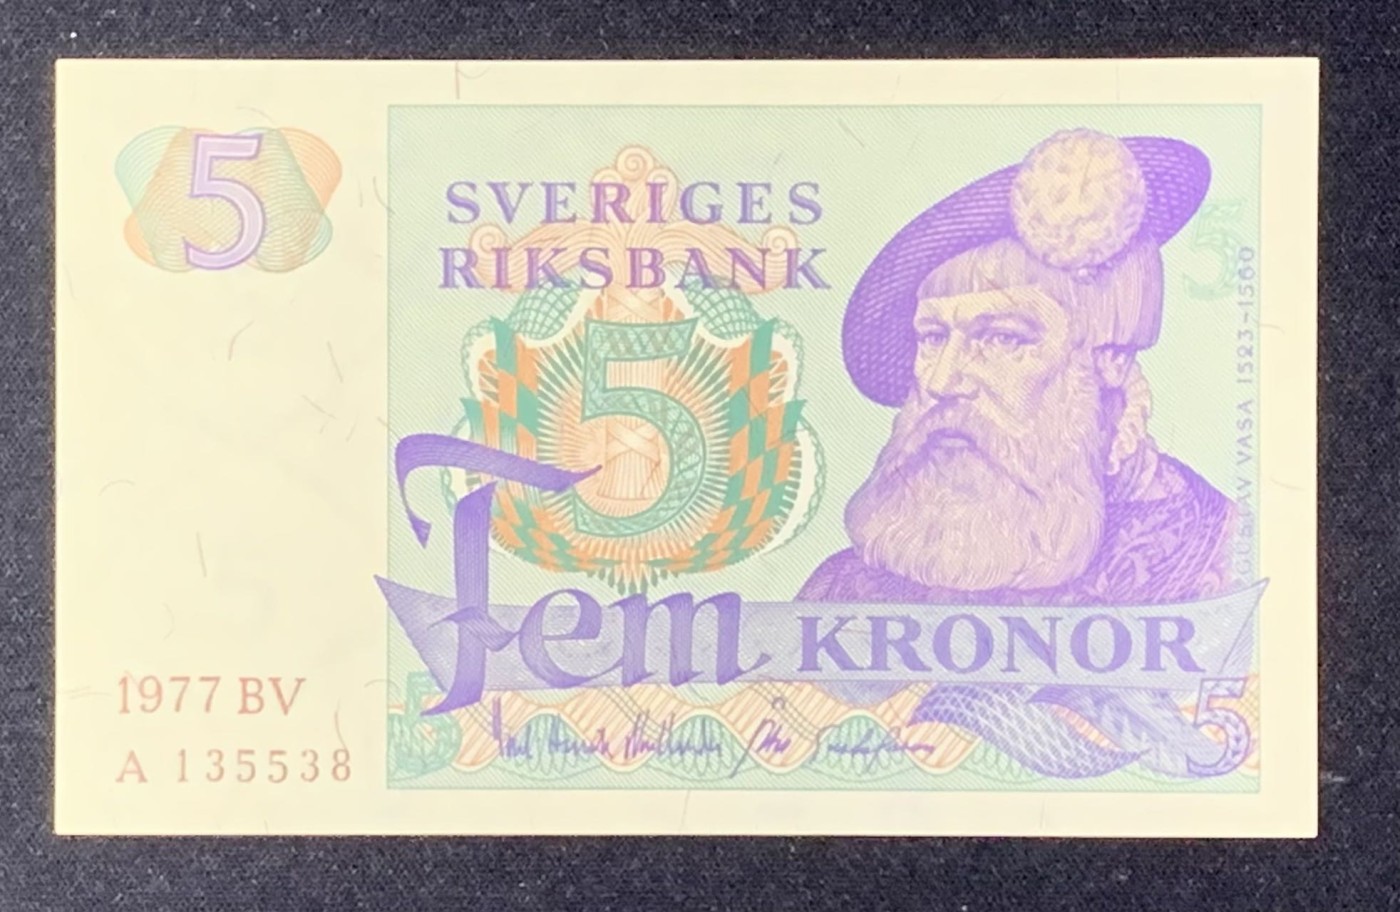 5
SVERIGES
RIKSBANK
5
5
GUSTAV VASA 1523-1560
Fem KRONOR
1977 BV
A 135538
5
5